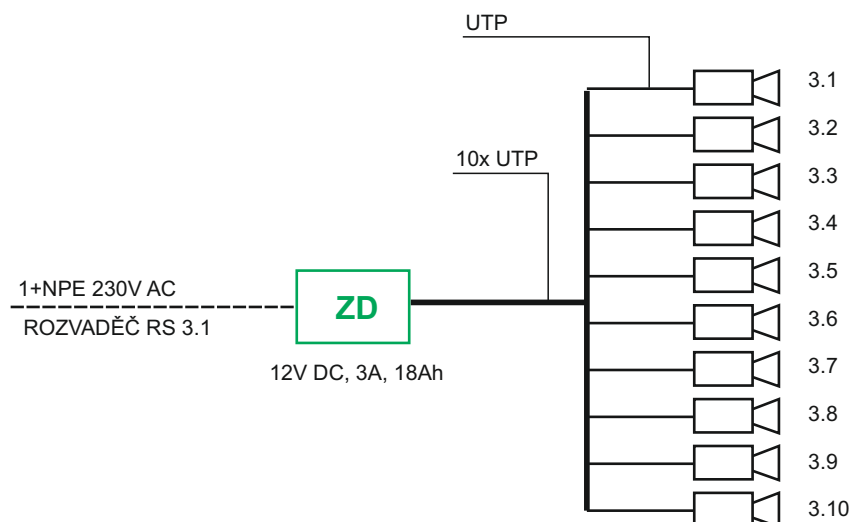 UTP
3.1
3.2
10x UTP
3.3
3.4
3.5
1+NPE 230V AC
ZD
3.6
ROZVADĚČ RS 3.1
12V DC, 3A, 18Ah
3.7
3.8
3.9
3.10